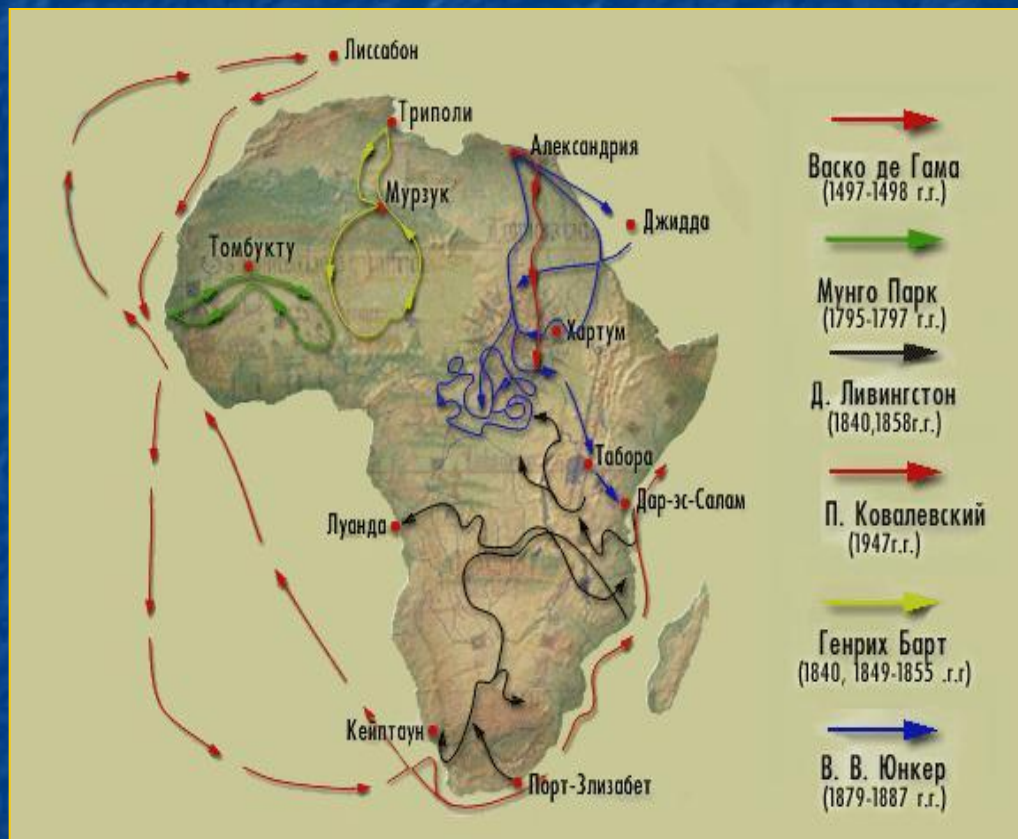 Лиссабон
Триполи
Александрия
Мурзук
Джидда
Томбукту
Хартум
Табора
Дар-эс-Салам
Луанда
Кейптаун
Порт-Злизабет
Васко де Гама
(1497-1498 г.г.)
Мунго Парк
(1795-1797 г.г.)
Д. Ливингстон
(1840,1858г.г.)
П. Ковалевский
(1947г.г.)
Генрих Барт
(1840, 1849-1855 .г.г)
В. В. Юнкер
(1879-1887 г.г.)